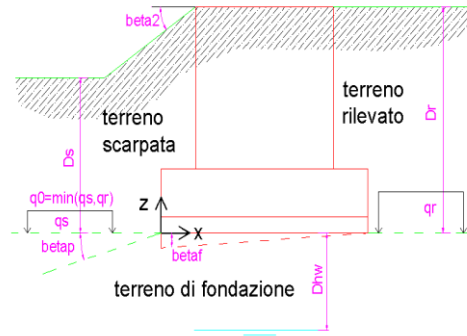 beta2
terreno
scarpata
terreno
rilevato
Ds
Dr
q0=min(qs,qr)
qs
z
x
qr
betap
betaf
terreno di fondazione
Dhw